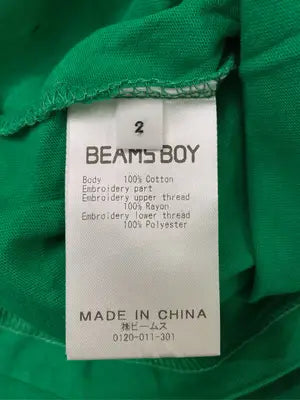 2
BEAMS BOY
Body 100% Cotton
Embroidery part
Embroidery upper thread
100% Rayon
Embroidery lower thread
100% Polyester
MADE IN CHINA
㈱ビームス
0120-011-301